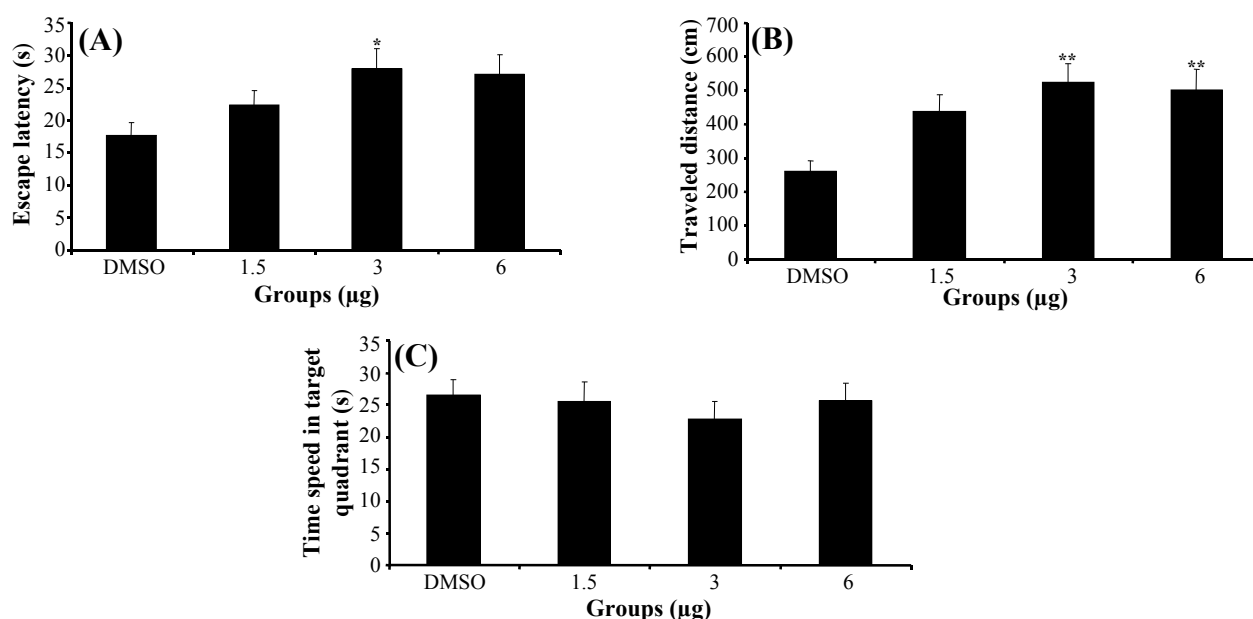 (A)
Escape latency (s)
35
30
25
20
15
10
5
0
*
DMSO 1.5 3 6
Groups (µg)
(B)
Traveled distance (cm)
700
600
500
400
300
200
100
0
** **
DMSO 1.5 3 6
Groups (µg)
(C)
Time speed in target
quadrant (s)
35
30
25
20
15
10
5
0
DMSO 1.5 3 6
Groups (µg)